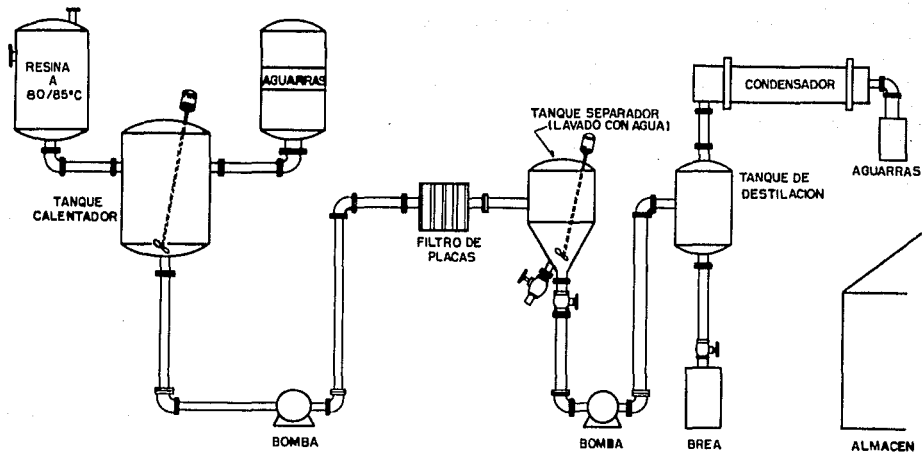 RESINA
A
80/85°C
AGUARRAS
TANQUE
CALENTADOR
BOMBA
FILTRO DE
PLACAS
TANQUE SEPARADOR
(LAVADO CON AGUA)
BOMBA
CONDENSADOR
TANQUE DE
DESTILACION
AGUARRAS
BREA
ALMACEN